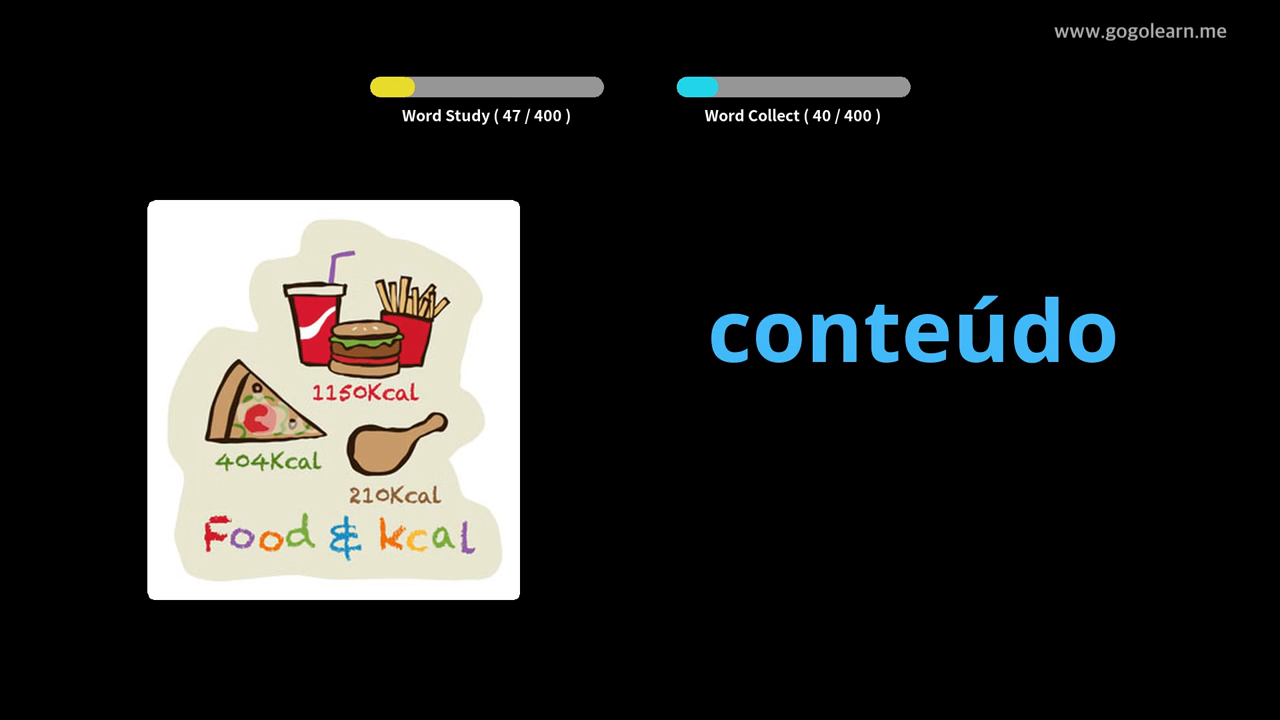 www.gogolearn.me
Word Study ( 47 / 400 )
Word Collect ( 40 / 400 )
1150Kcal
404Kcal
210Kcal
Food & kcal
conteúdo